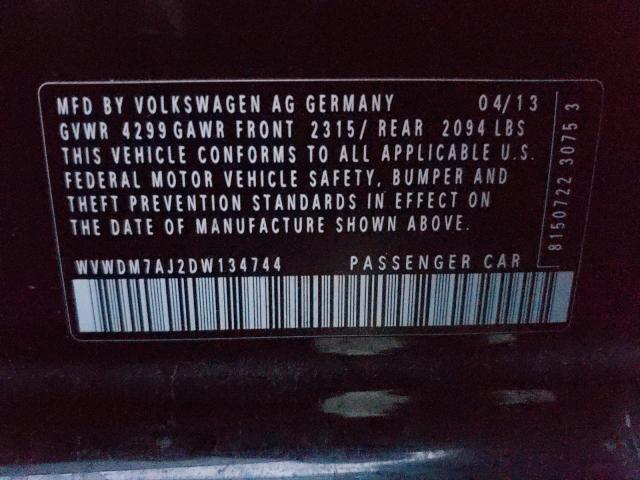 MFD BY VOLKSWAGEN AG GERMANY 04/13
GVWR 4299 GAWR FRONT 2315/ REAR 2094 LBS
THIS VEHICLE CONFORMS TO ALL APPLICABLE U.S.
FEDERAL MOTOR VEHICLE SAFETY, BUMPER AND
THEFT PREVENTION STANDARDS IN EFFECT ON
THE DATE OF MANUFACTURE SHOWN ABOVE.
WVWDM7AJ2DW134744 PASSENGER CAR
8150722 3075 3